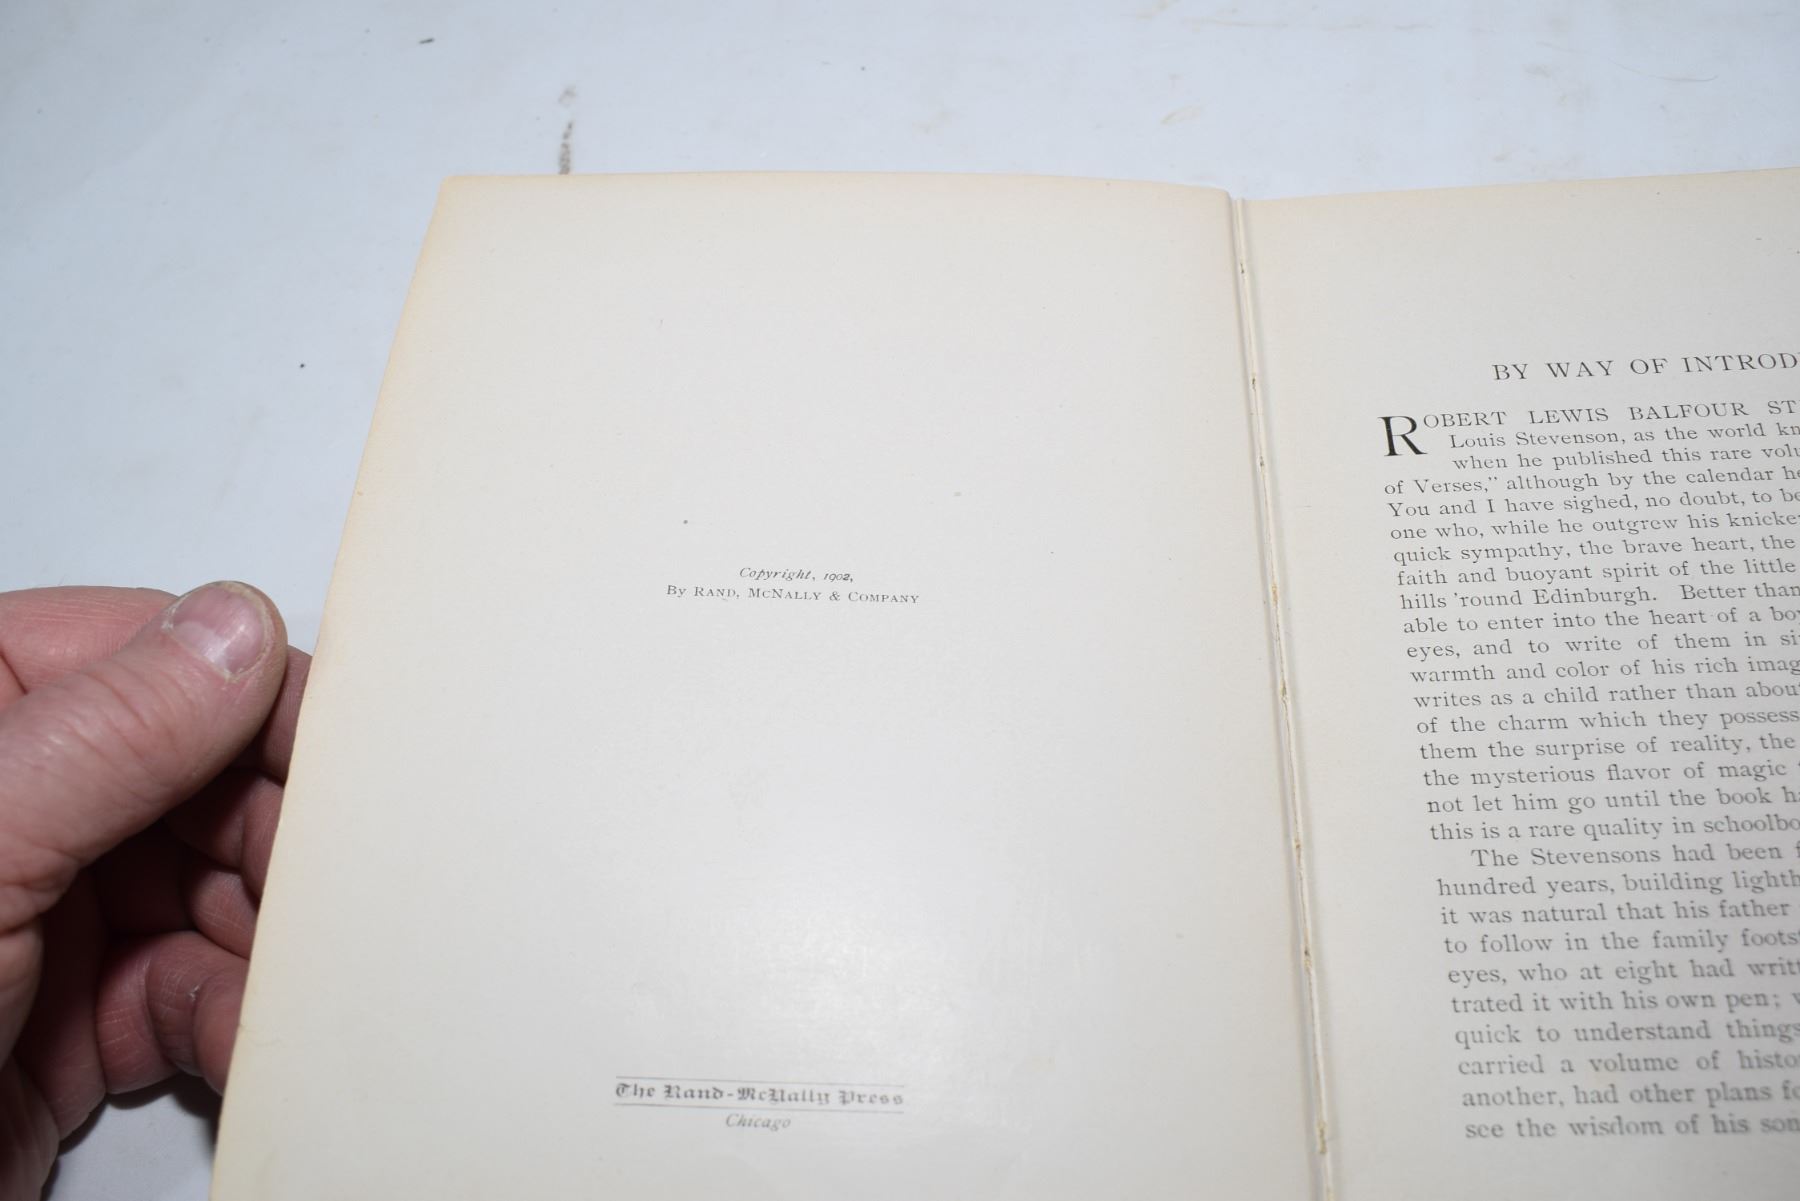 Copyright, 1902,
By Rand, McNally & Company
The Rand-McNally Press
Chicago
BY WAY OF INTROD
ROBERT LEWIS BALFOUR ST
Louis Stevenson, as the world kn
when he published this rare volu
of Verses," although by the calendar he
You and I have sighed, no doubt, to be
one who, while he outgrew his knicke
quick sympathy, the brave heart, the
faith and buoyant spirit of the little
hills 'round Edinburgh. Better than
able to enter into the heart of a boy
eyes, and to write of them in si
warmth and color of his rich imag
writes as a child rather than about
of the charm which they possess
them the surprise of reality, the
the mysterious flavor of magic
not let him go until the book ha
this is a rare quality in schoolbo
The Stevensons had been f
hundred years, building lighth
it was natural that his father
to follow in the family footst
eyes, who at eight had writt
trated it with his own pen;
quick to understand things
carried a volume of histo
another, had other plans fo
see the wisdom of his son